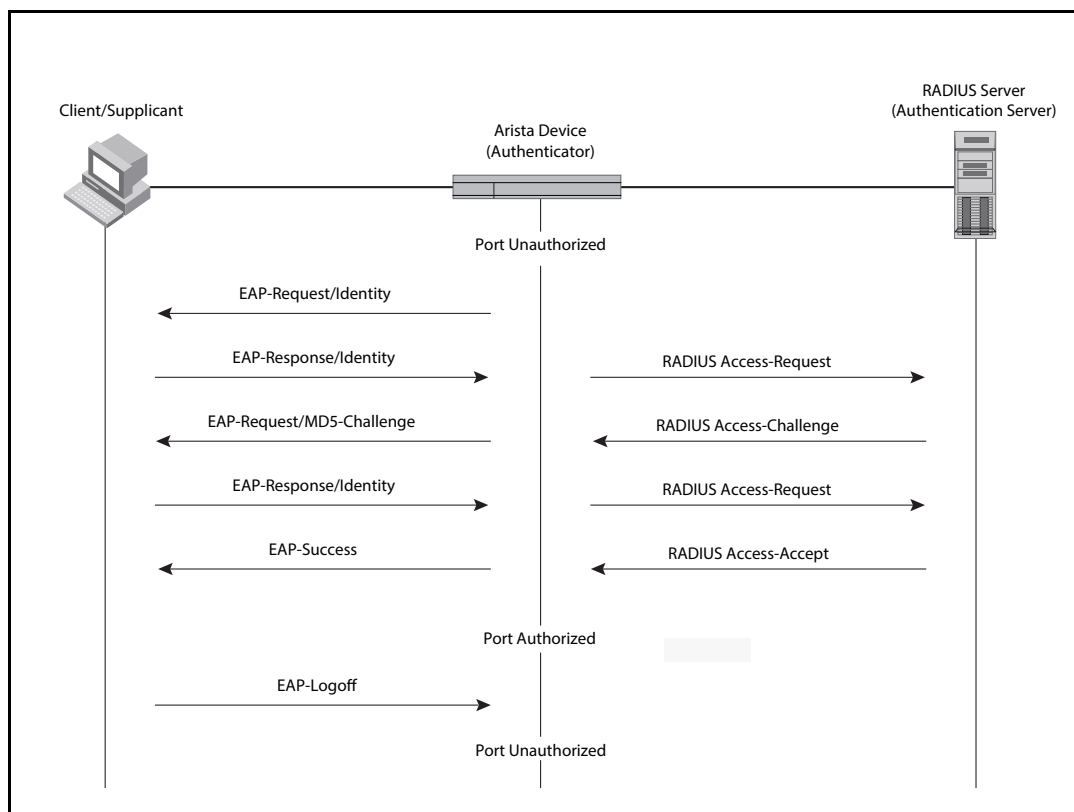 Client/Supplicant
Arista Device
(Authenticator)
RADIUS Server
(Authentication Server)
Port Unauthorized
EAP-Request/Identity
EAP-Response/Identity
RADIUS Access-Request
EAP-Request/MD5-Challenge
RADIUS Access-Challenge
EAP-Response/Identity
RADIUS Access-Request
EAP-Success
RADIUS Access-Accept
Port Authorized
EAP-Logoff
Port Unauthorized